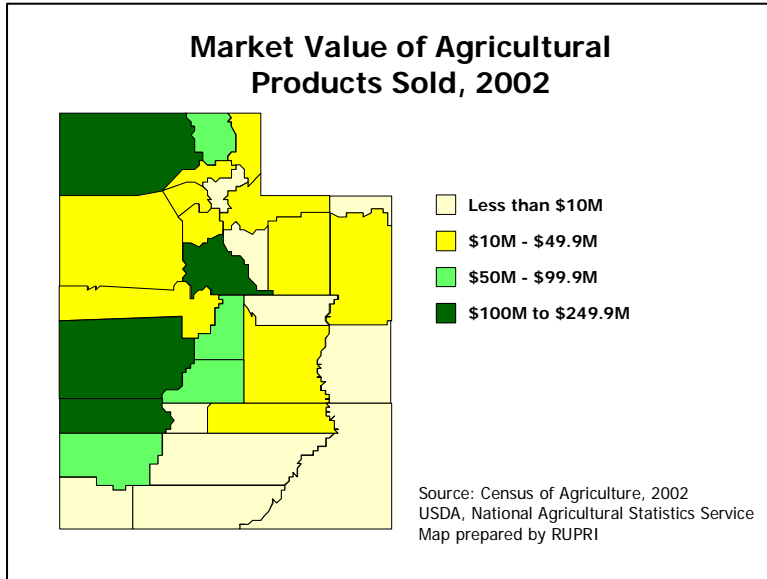 Market Value of Agricultural
Products Sold, 2002
Less than $10M
$10M - $49.9M
$50M - $99.9M
$100M to $249.9M
Source: Census of Agriculture, 2002
USDA, National Agricultural Statistics Service
Map prepared by RUPRI